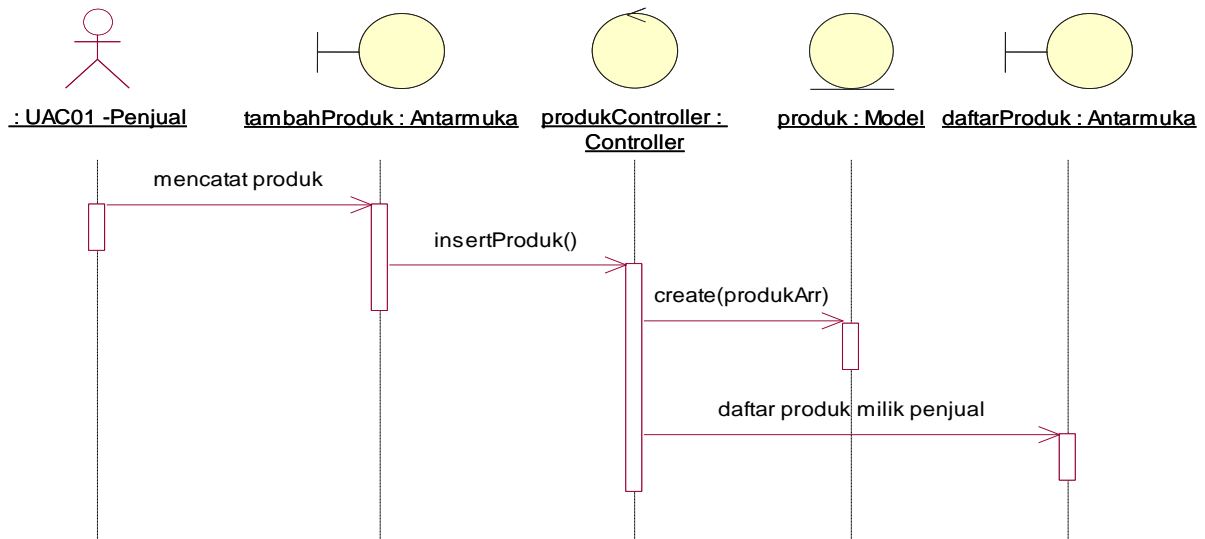 : UAC01 -Penjual
tambahProduk : Antarmuka
produkController :
Controller
produk : Model
daftarProduk : Antarmuka
mencatat produk
insertProduk()
create(produkArr)
daftar produk milik penjual